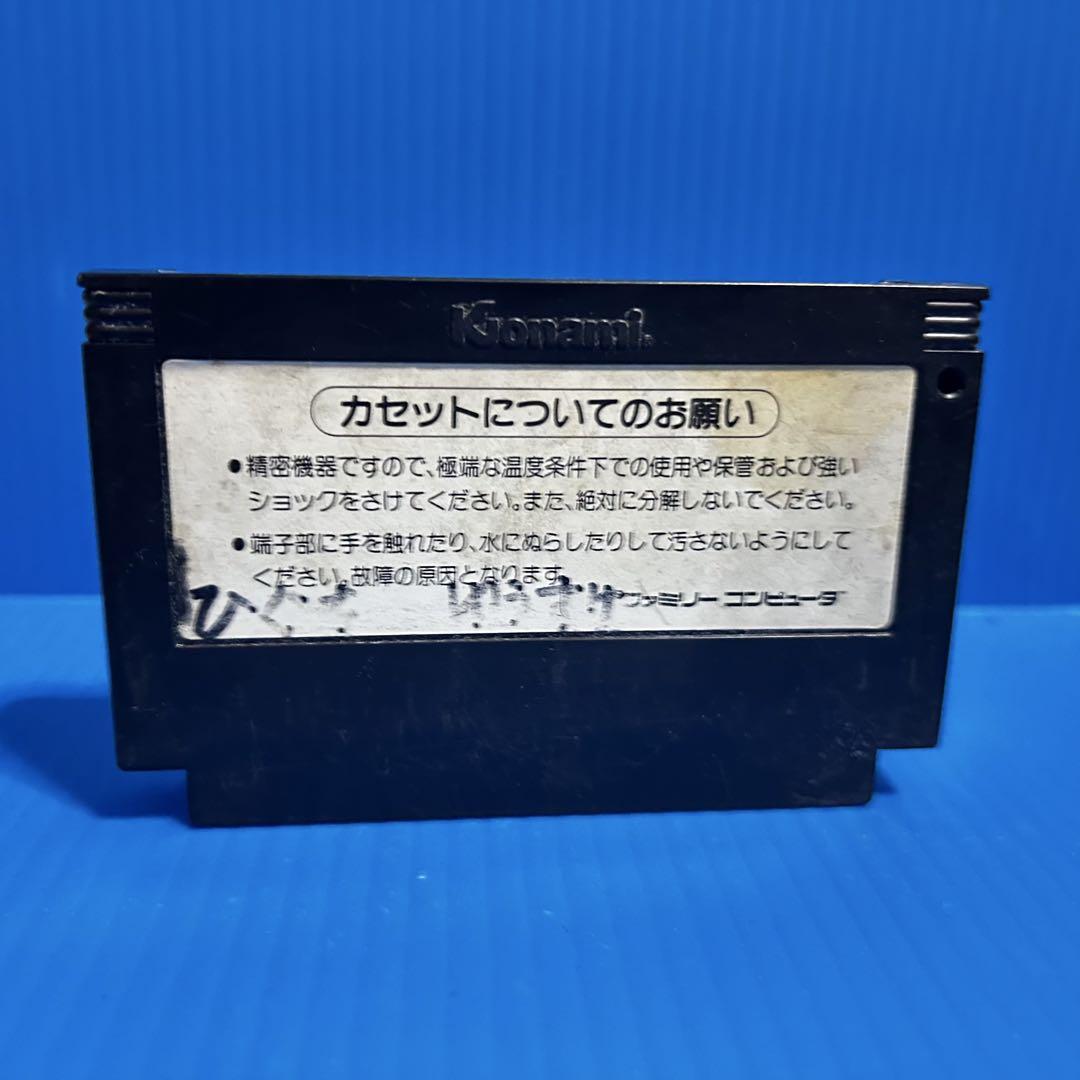 Konami
カセットについてのお願い
●精密機器ですので、極端な温度条件下での使用や保管および強い
ショックをさけてください。また、絶対に分解しないでください。
●端子部に手を触れたり、水にぬらしたりして汚さないようにして
ください。故障の原因となります。
ファミリーコンピュータ